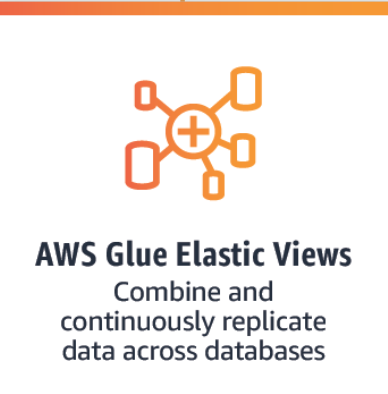 AWS Glue Elastic Views
Combine and
continuously replicate
data across databases